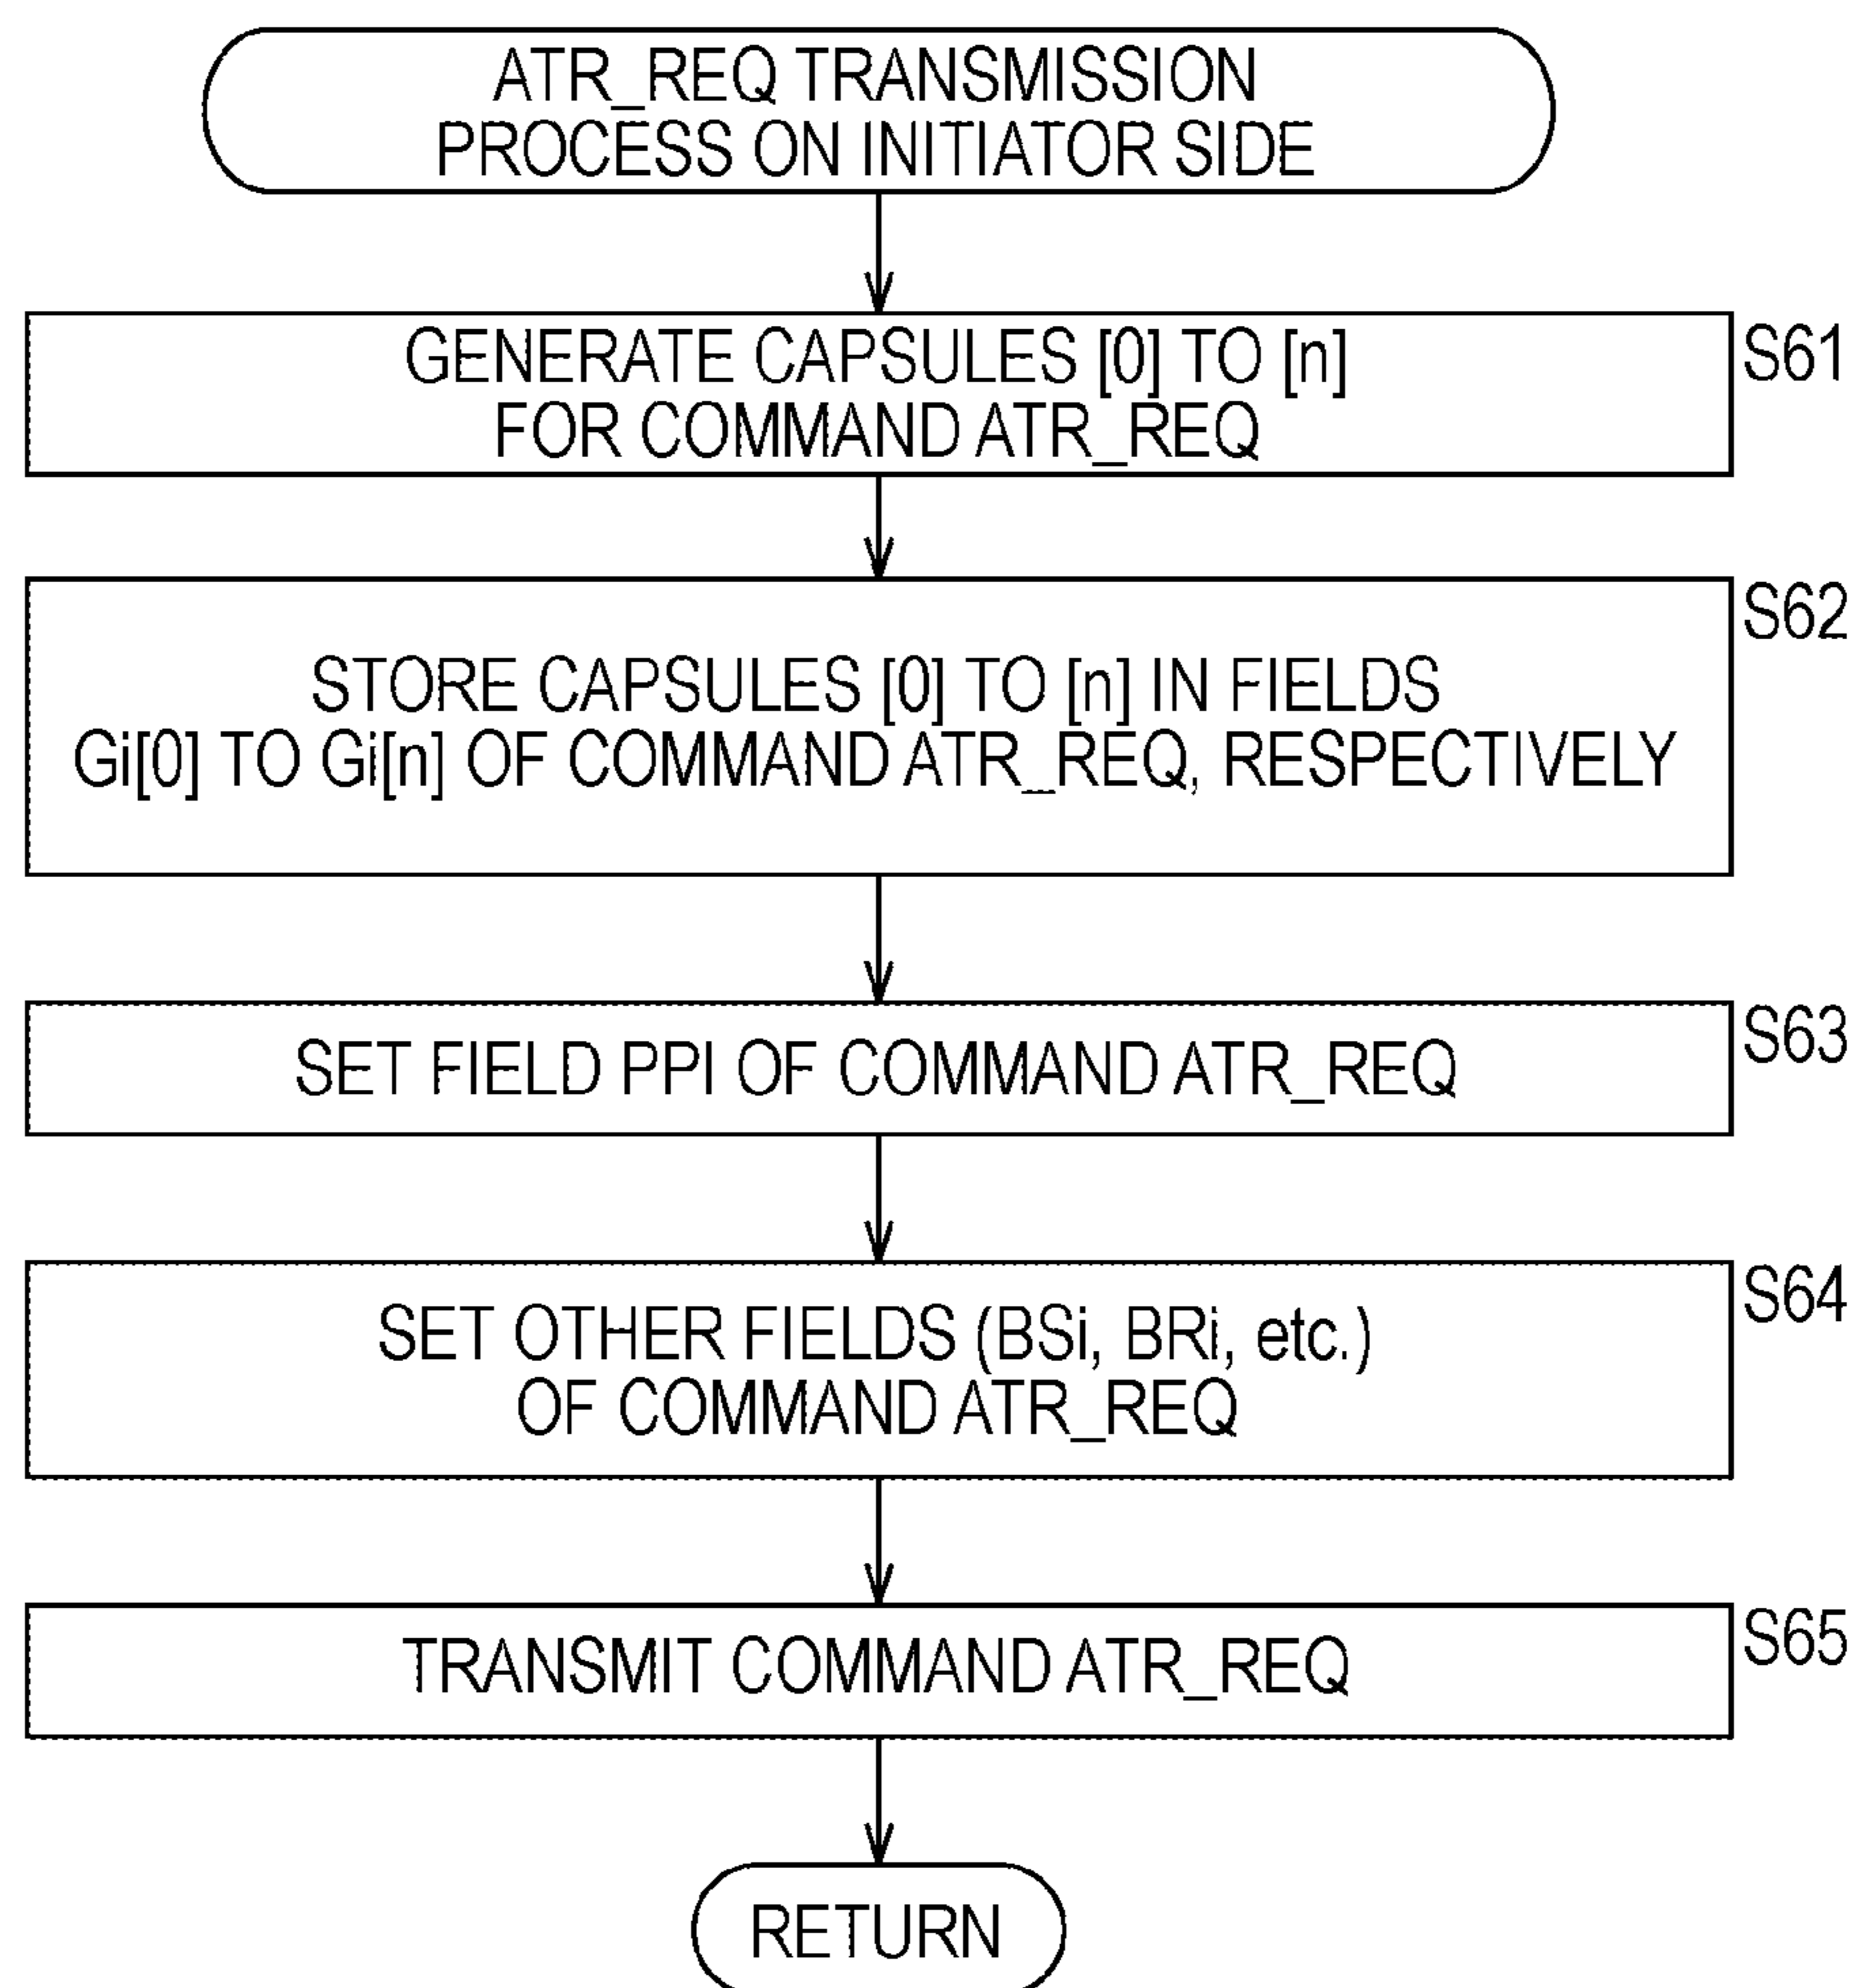 ATR_REQ TRANSMISSION
PROCESS ON INITIATOR SIDE
GENERATE CAPSULES [0] TO [n]
FOR COMMAND ATR_REQ
S61
STORE CAPSULES [0] TO [n] IN FIELDS
Gi[0] TO Gi[n] OF COMMAND ATR_REQ, RESPECTIVELY
S62
SET FIELD PPI OF COMMAND ATR_REQ
S63
SET OTHER FIELDS (BSi, BRi, etc.)
OF COMMAND ATR_REQ
S64
TRANSMIT COMMAND ATR_REQ
S65
RETURN